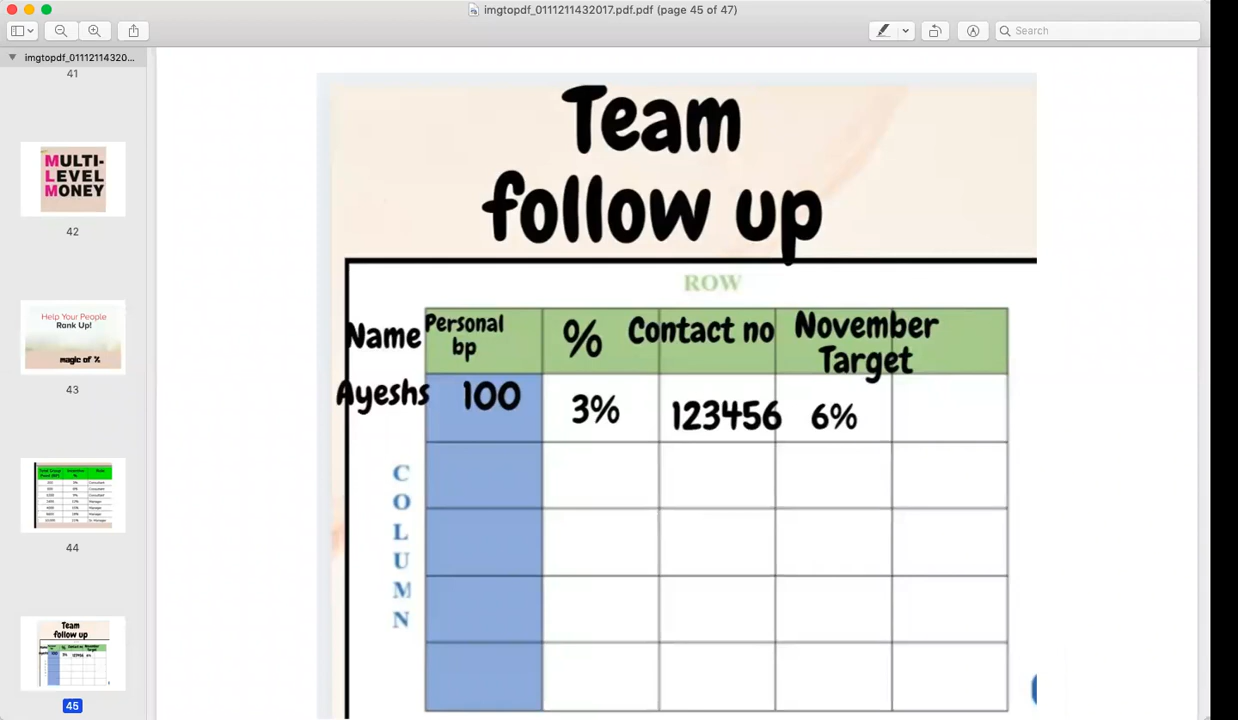 imgtopdf_0111211432017.pdf.pdf (page 45 of 47)
Search
imgtopdf_01112114320...
41
MULTI-
LEVEL
MONEY
42
Help Your People
Rank Up!
magic of %
43
44
Team
follow up
45
Team
follow up
ROW
Name Personal bp % Contact no November Target
Ayeshs 100 3% 123456 6%
COLUMN